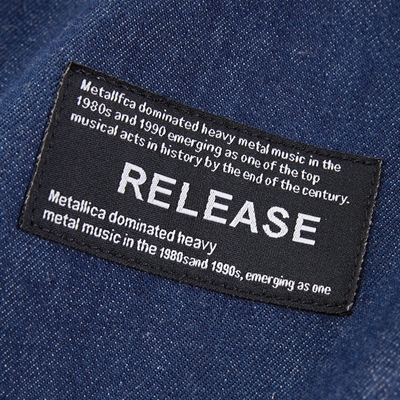 Metallfca dominated heavy metal music in the
1980s and 1990 emerging as one of the top
musical acts in history by the end of the century.
RELEASE
Metallica dominated heavy
metal music in the 1980sand 1990s, emerging as one